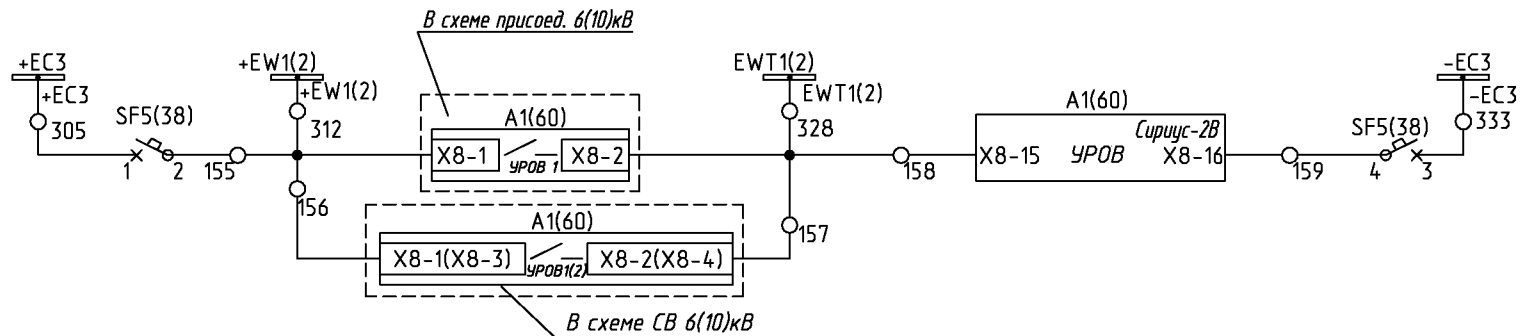 В схеме присоед. 6(10)кВ
+EC3
+EC3
305
SF5(38)
1
2
155
+EW1(2)
+EW1(2)
312
156
A1(60)
X8-1
УРОВ 1
X8-2
A1(60)
X8-1(X8-3)
УРОВ1(2)
X8-2(X8-4)
В схеме СВ 6(10)кВ
EWT1(2)
EWT1(2)
328
157
158
A1(60)
Сириус-2В
X8-15
УРОВ
X8-16
159
SF5(38)
4
3
-EC3
-EC3
333